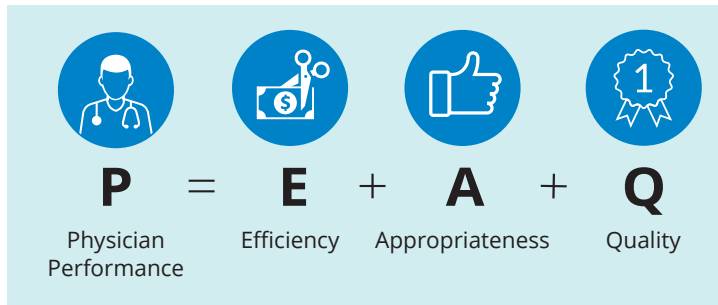 $
1
P = E + A + Q
Physician Performance
Efficiency
Appropriateness
Quality